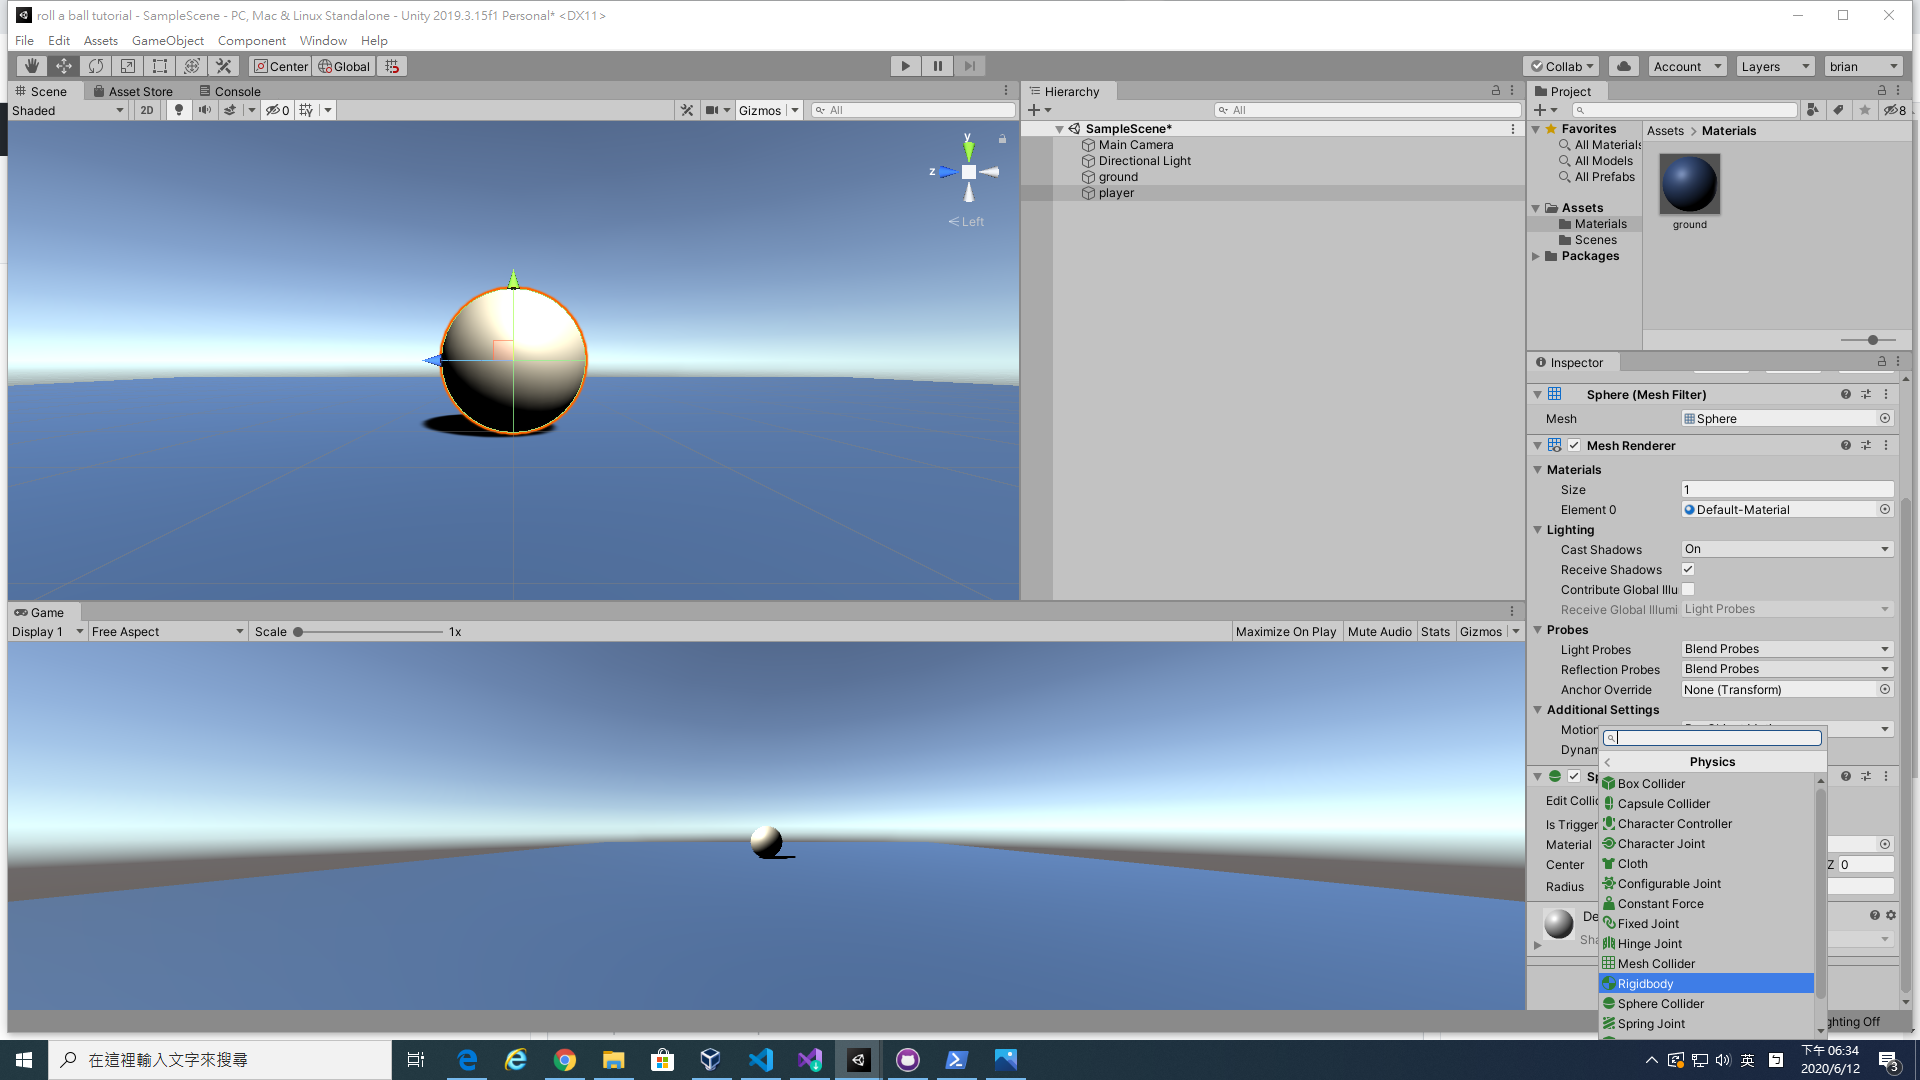 roll a ball tutorial - SampleScene - PC, Mac & Linux Standalone - Unity 2019.3.15f1 Personal* <DX11>
File Edit Assets GameObject Component Window Help
Center Global Collab Account Layers brian
Scene Asset Store Console
Shaded 2D 0 Gizmos All
y
z
< Left
Hierarchy
All
SampleScene*
Main Camera
Directional Light
ground
player
Project
8
Favorites
All Materials
All Models
All Prefabs
Assets
Materials
Scenes
Packages
Assets > Materials
ground
Inspector
Sphere (Mesh Filter)
Mesh Sphere
Mesh Renderer
Materials
Size 1
Element 0 Default-Material
Lighting
Cast Shadows On
Receive Shadows
Contribute Global Illu
Receive Global Illumi Light Probes
Probes
Light Probes Blend Probes
Reflection Probes Blend Probes
Anchor Override None (Transform)
Additional Settings
Motion
Dynam
Sp
Edit Collid
Is Trigger
Material
Center Z 0
Radius
De
Sha
Physics
Box Collider
Capsule Collider
Character Controller
Character Joint
Cloth
Configurable Joint
Constant Force
Fixed Joint
Hinge Joint
Mesh Collider
Rigidbody
Sphere Collider
Spring Joint
ghting Off
Game
Display 1 Free Aspect Scale 1x Maximize On Play Mute Audio Stats Gizmos
在這裡輸入文字來搜尋
英
下午 06:34
2020/6/12
3